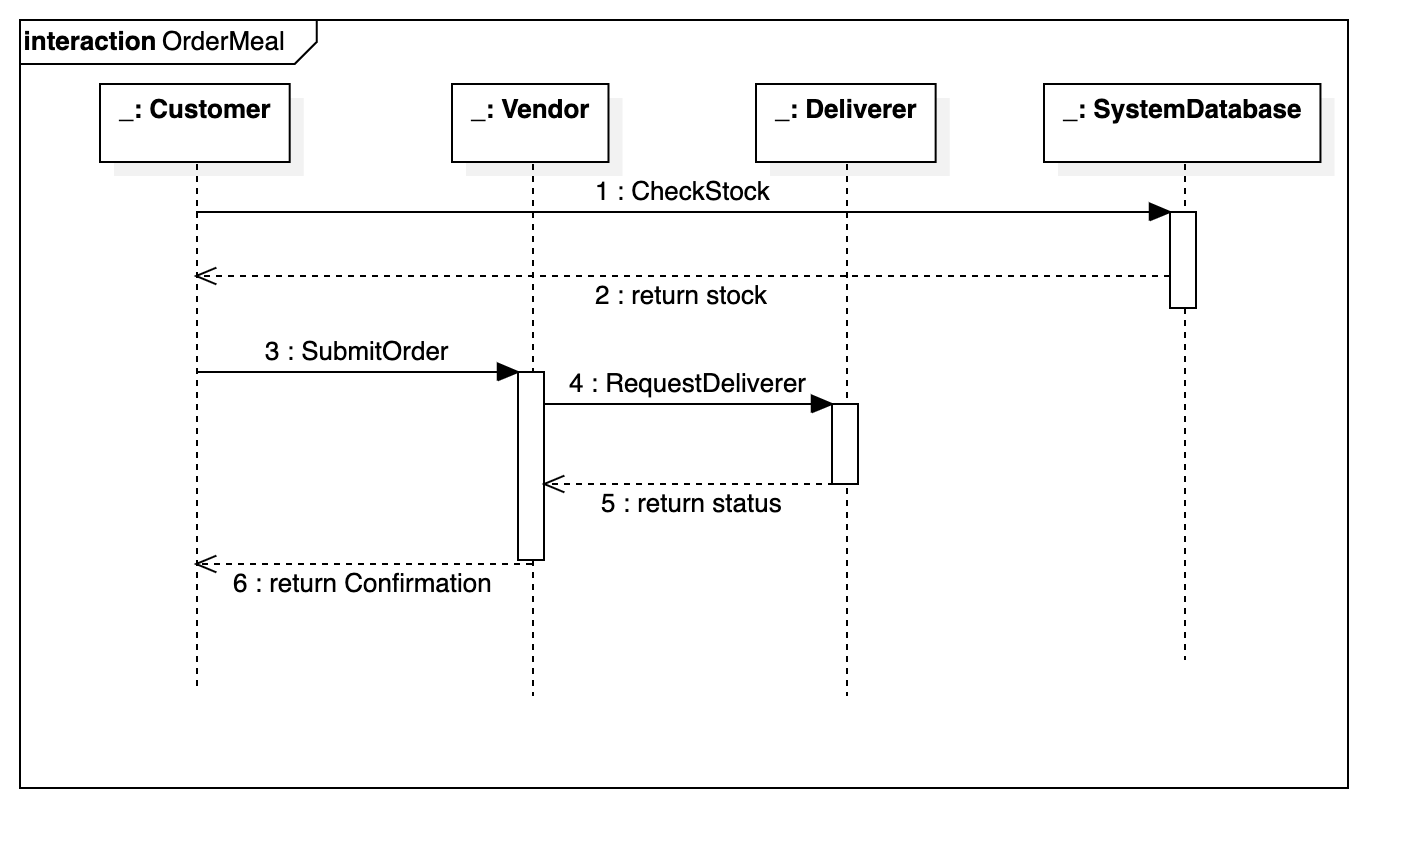 interaction OrderMeal
_: Customer
_: Vendor
_: Deliverer
_: SystemDatabase
1 : CheckStock
2 : return stock
3 : SubmitOrder
4 : RequestDeliverer
5 : return status
6 : return Confirmation